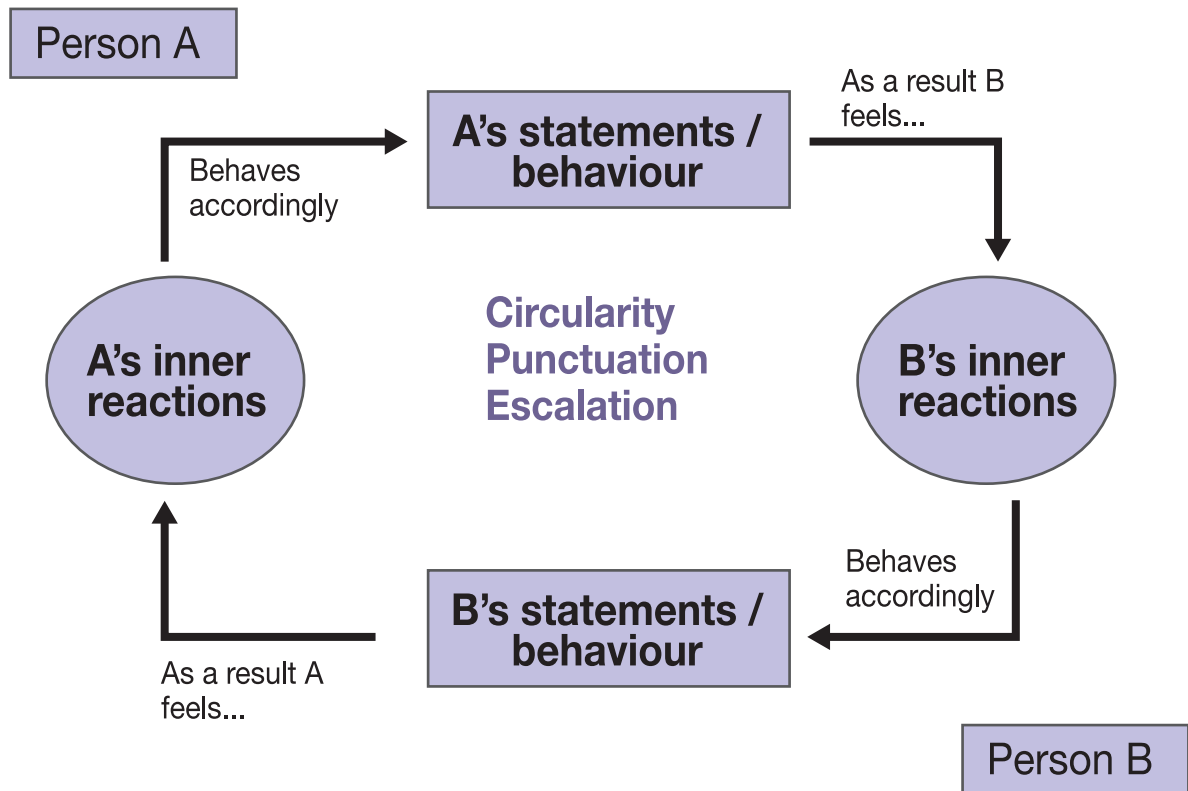 Person A
A's statements /
behaviour
As a result B
feels...
Behaves
accordingly
A's inner
reactions
Circularity
Punctuation
Escalation
B's inner
reactions
Behaves
accordingly
B's statements /
behaviour
As a result A
feels...
Person B